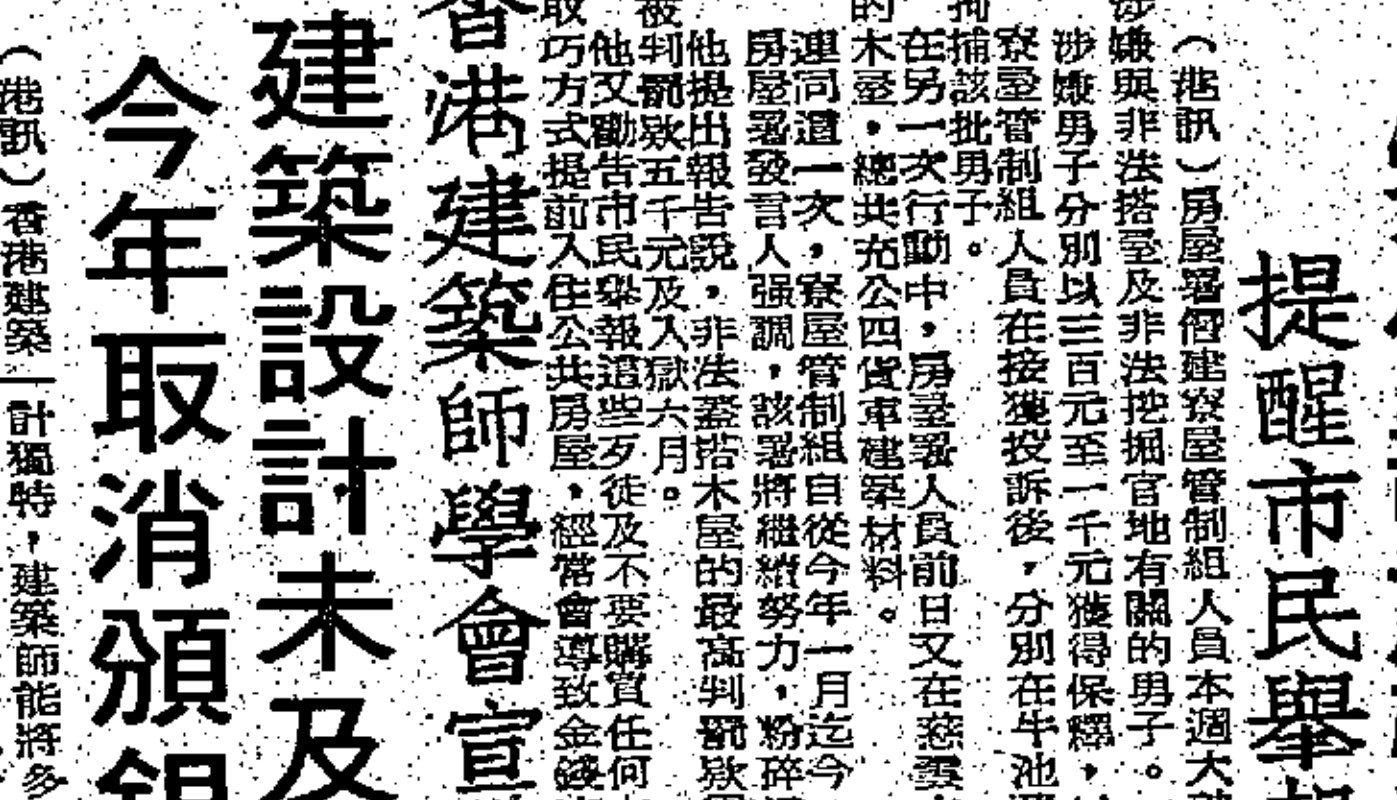 提醒市民舉
（港訊）房屋署僭建寮屋管制組人員本週大
涉嫌與非法搭屋及非法挖掘官地有關的男子。
涉嫌男子分別以三百元至一千元獲得保釋，
寮屋管制組人員在接獲投訴後，分別在牛池
拘捕該批男子。
在另一次行動中，房屋署人員前日又在慈雲
的木屋，總共充公四貨車建築材料。
連同這一次，寮屋管制組自從今年一月迄今
房屋署發言人强調，該署將繼續努力，粉碎
他提出報告說，非法蓋搭木屋的最高判罰款
被判罰欵五千元及入獄六月。
他又勸告市民舉報這些歹徒及不要購買任何
取巧方式提前入住公共房屋，經常會導致金錢
香港建築師學會宣
建築設計未及
今年取消頒銀
（港訊）香港建築
計獨特，建築師能將多